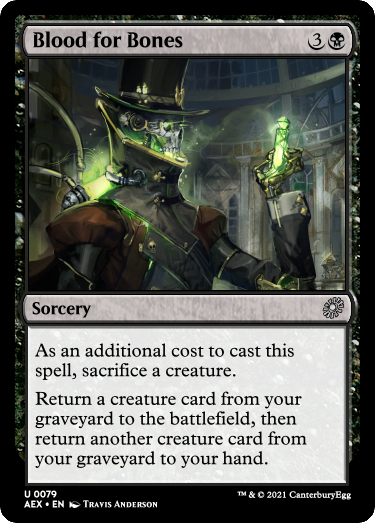 Blood for Bones 3
Sorcery
As an additional cost to cast this
spell, sacrifice a creature.
Return a creature card from your
graveyard to the battlefield, then
return another creature card from
your graveyard to your hand.
U 0079
AEX • EN Travis Anderson
™ & © 2021 CanterburyEgg